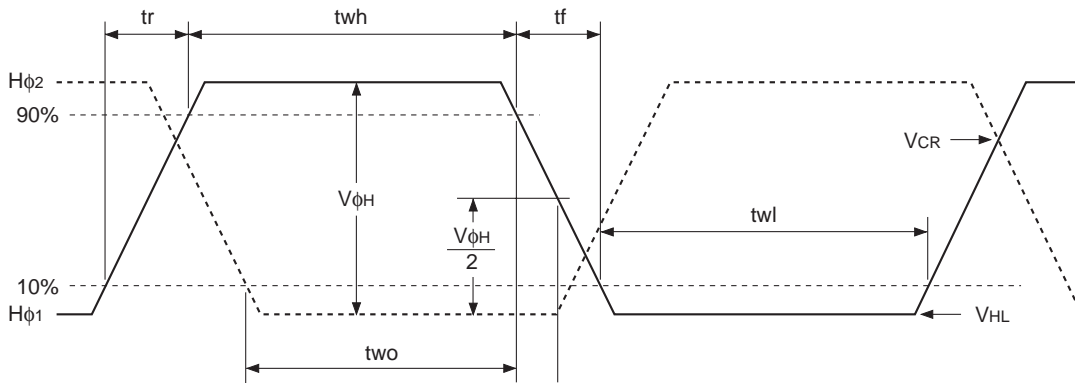 tr
twh
tf
Hϕ2
90%
VCR
VϕH
twl
VϕH
2
10%
Hϕ1
VHL
two